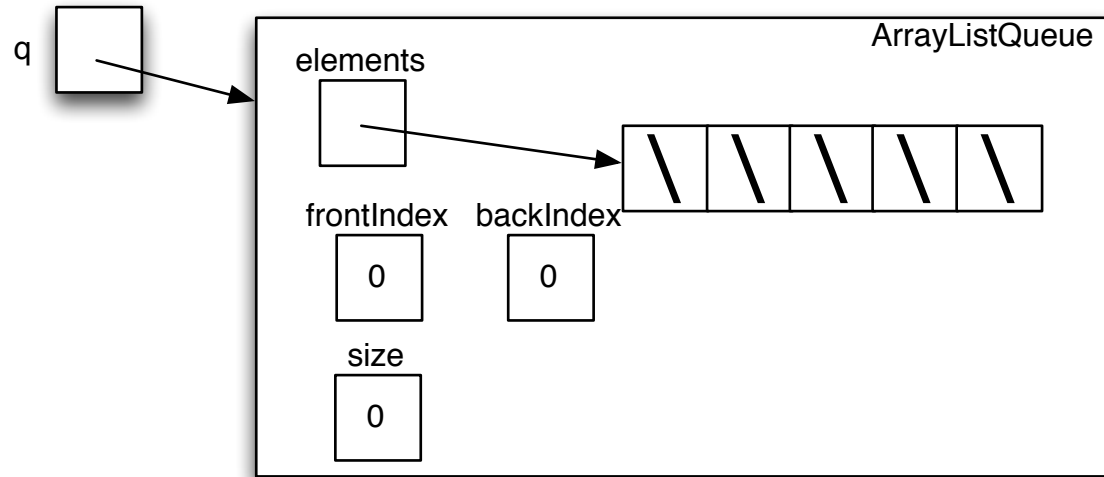 q
ArrayListQueue
elements
frontIndex backIndex
0 0
size
0